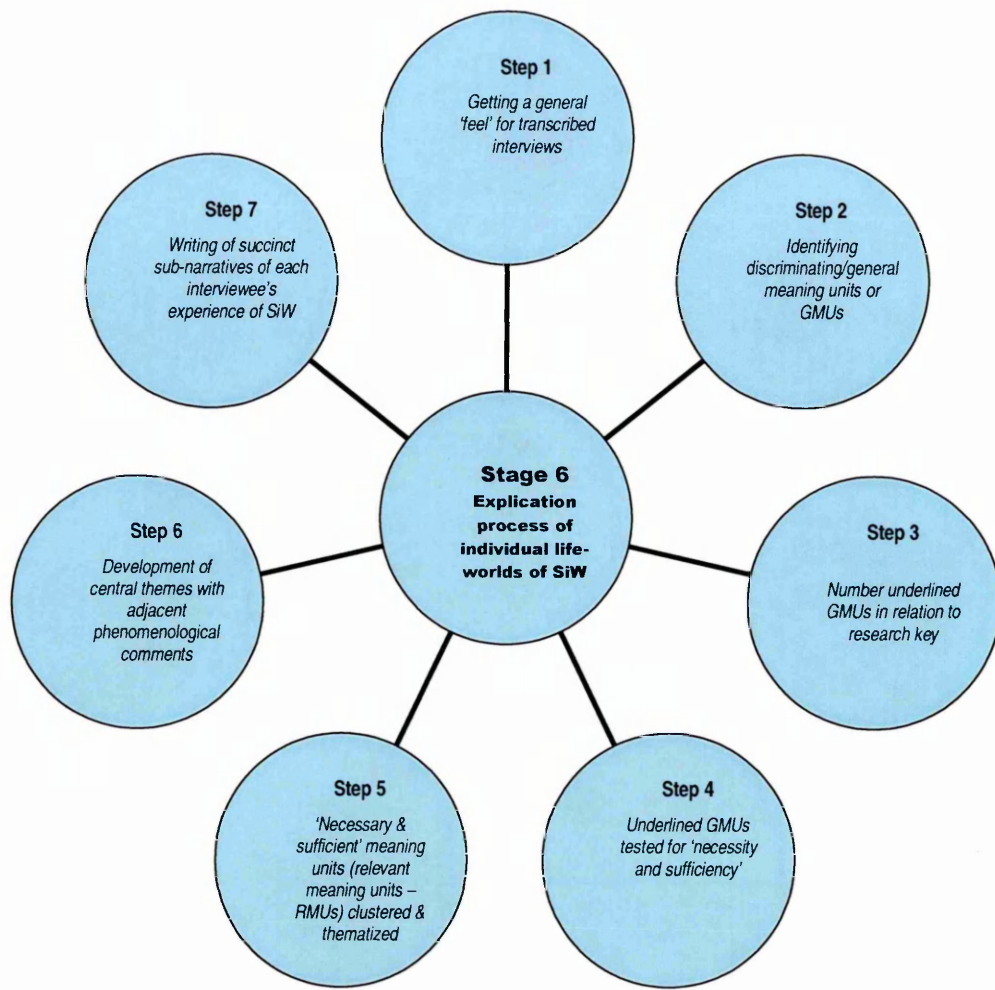 Step 1
Getting a general
'feel' for transcribed
interviews
Step 2
Identifying
discriminating/general
meaning units or
GMUs
Step 3
Number underlined
GMUs in relation to
research key
Step 4
Underlined GMUs
tested for 'necessity
and sufficiency'
Step 5
'Necessary &
sufficient' meaning
units (relevant
meaning units –
RMUs) clustered &
thematized
Step 6
Development of
central themes with
adjacent
phenomenological
comments
Step 7
Writing of succinct
sub-narratives of each
interviewee's
experience of SiW
Stage 6
Explication
process of
individual life-
worlds of SiW